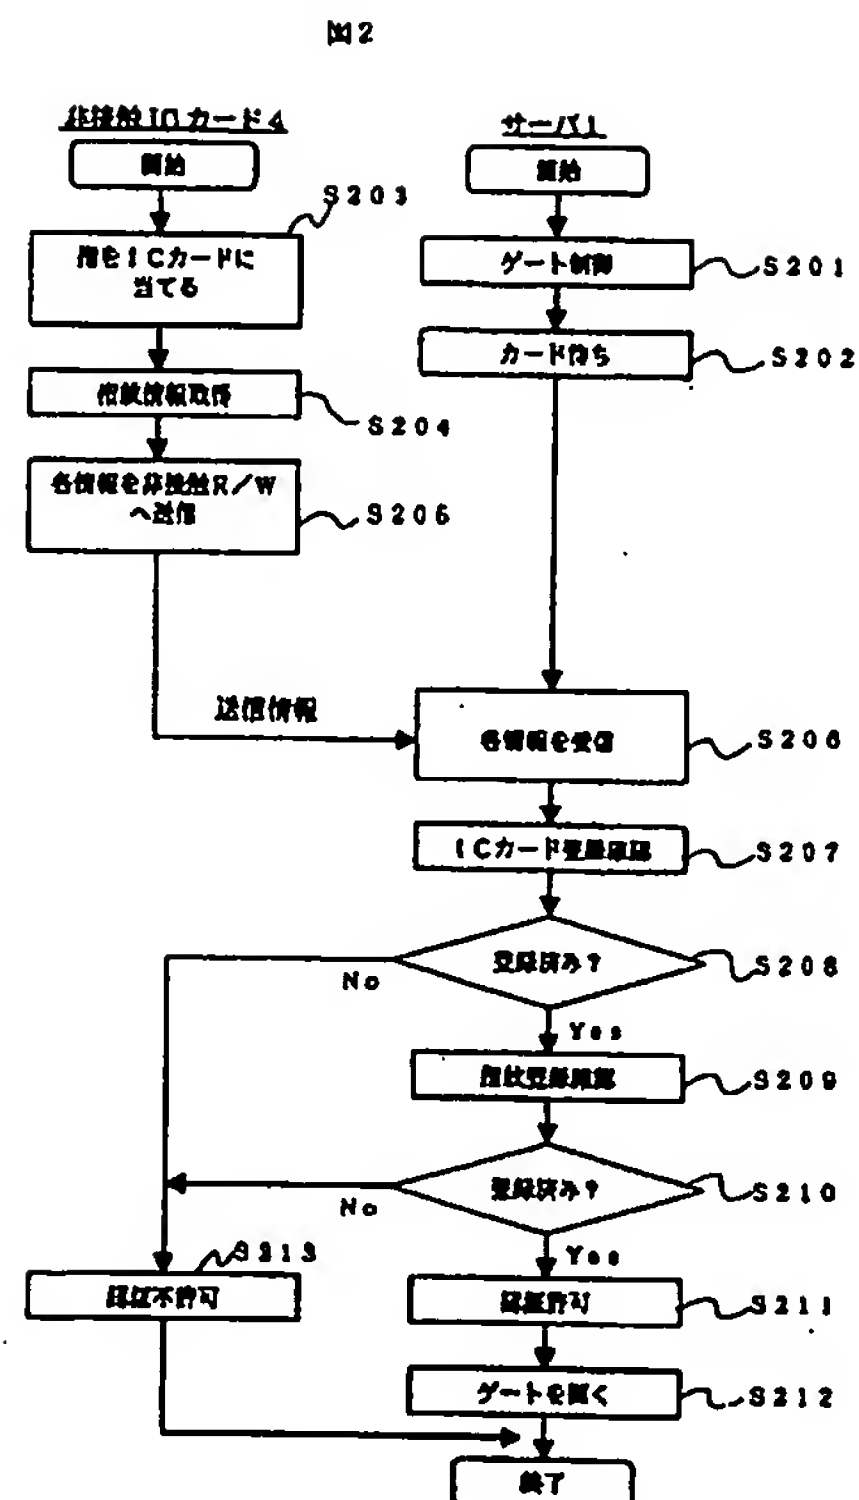 図2
非接触ICカード4
開始
S203
指をICカードに
当てる
指紋情報取得
S204
各情報を非接触R/W
へ送信
S205
送信情報
サーバ1
開始
ゲート制御
S201
カード待ち
S202
各情報を受信
S206
ICカード登録確認
S207
登録済み?
S208
No
Yes
指紋登録確認
S209
登録済み?
S210
No
Yes
S213
認証不許可
認証許可
S211
ゲートを開く
S212
終了